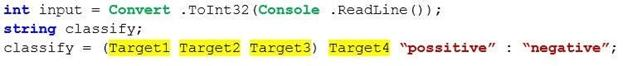 int input = Convert .ToInt32(Console .ReadLine());
string classify;
classify = (Target1 Target2 Target3) Target4 “possitive” : “negative”;